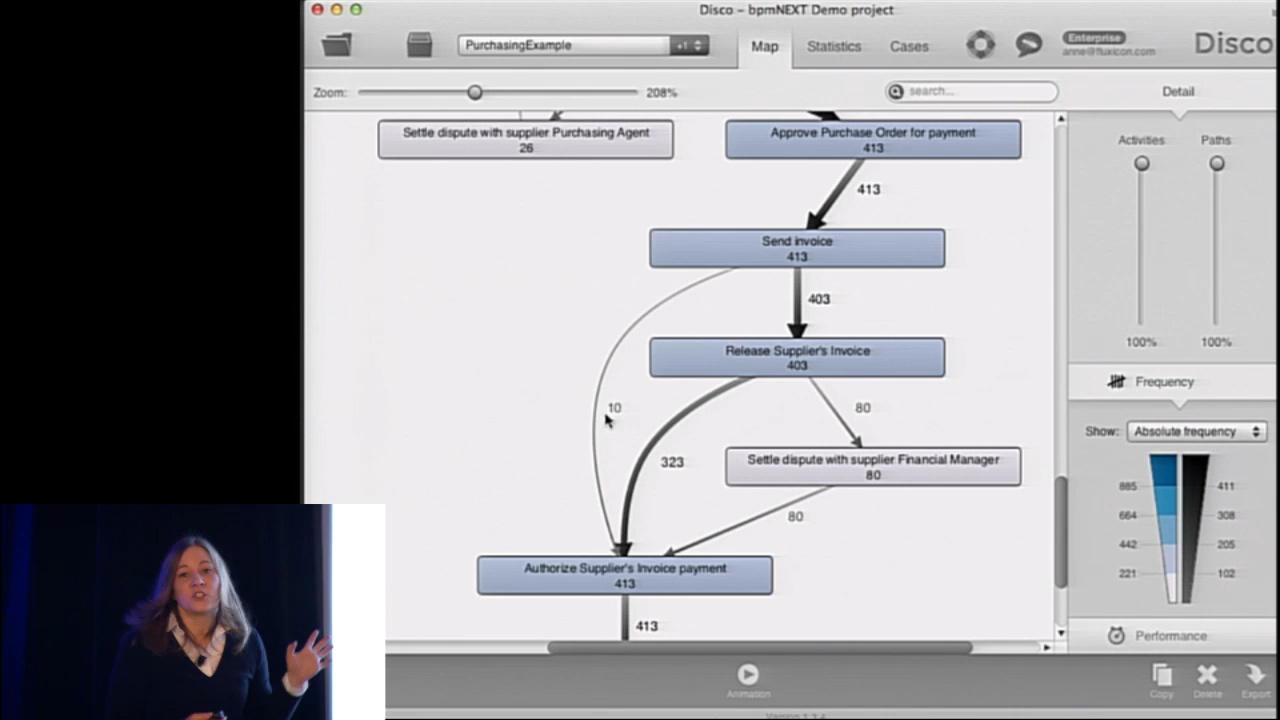 Disco – bpmNEXT Demo project
PurchasingExample
+1
Map
Statistics
Cases
Enterprise
anne@fluxicon.com
Disco
Zoom:
208%
search...
Detail
Settle dispute with supplier Purchasing Agent
26
Approve Purchase Order for payment
413
413
Send invoice
413
403
Release Supplier's Invoice
403
10
80
323
Settle dispute with supplier Financial Manager
80
80
Authorize Supplier's Invoice payment
413
413
Activities
Paths
100%
100%
Frequency
Show:
Absolute frequency
885
411
664
308
442
205
221
102
Performance
Animation
Copy
Delete
Export